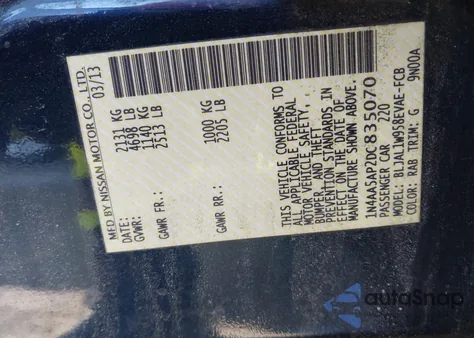 MFD BY NISSAN MOTOR CO., LTD.
DATE: 03/13
GVWR: 2131 KG
4698 LB
GAWR FR.: 1140 KG
2513 LB
GAWR RR.: 1000 KG
2205 LB
THIS VEHICLE CONFORMS TO
ALL APPLICABLE FEDERAL
MOTOR VEHICLE SAFETY,
BUMPER, AND THEFT
PREVENTION STANDARDS IN
EFFECT ON THE DATE OF
MANUFACTURE SHOWN ABOVE.
1N4AA5AP2DC835070
PASSENGER CAR 220
MODEL: BLJALLW958EVAE-FCB
COLOR: RAB TRIM: G 9N00A
autoSnap